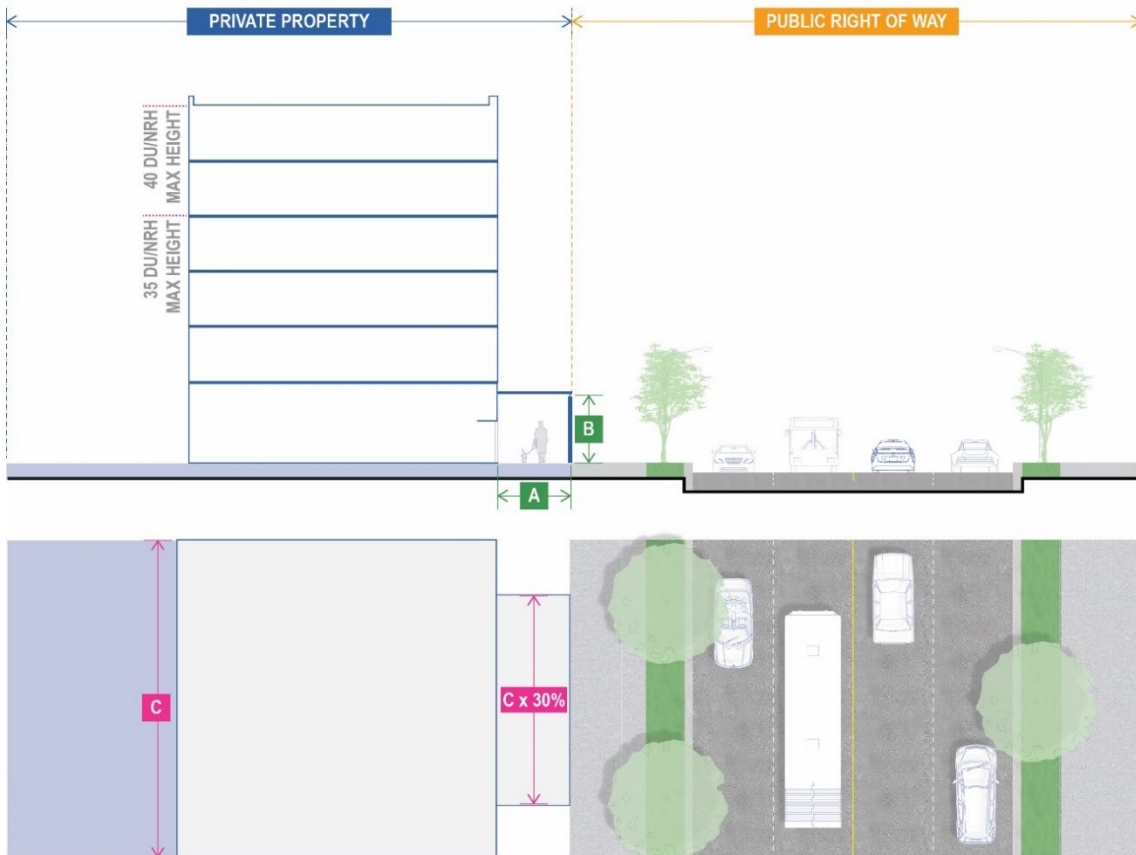 PRIVATE PROPERTY
PUBLIC RIGHT OF WAY
40 DU/NRH
MAX HEIGHT
35 DU/NRH
MAX HEIGHT
B
A
C
C x 30%